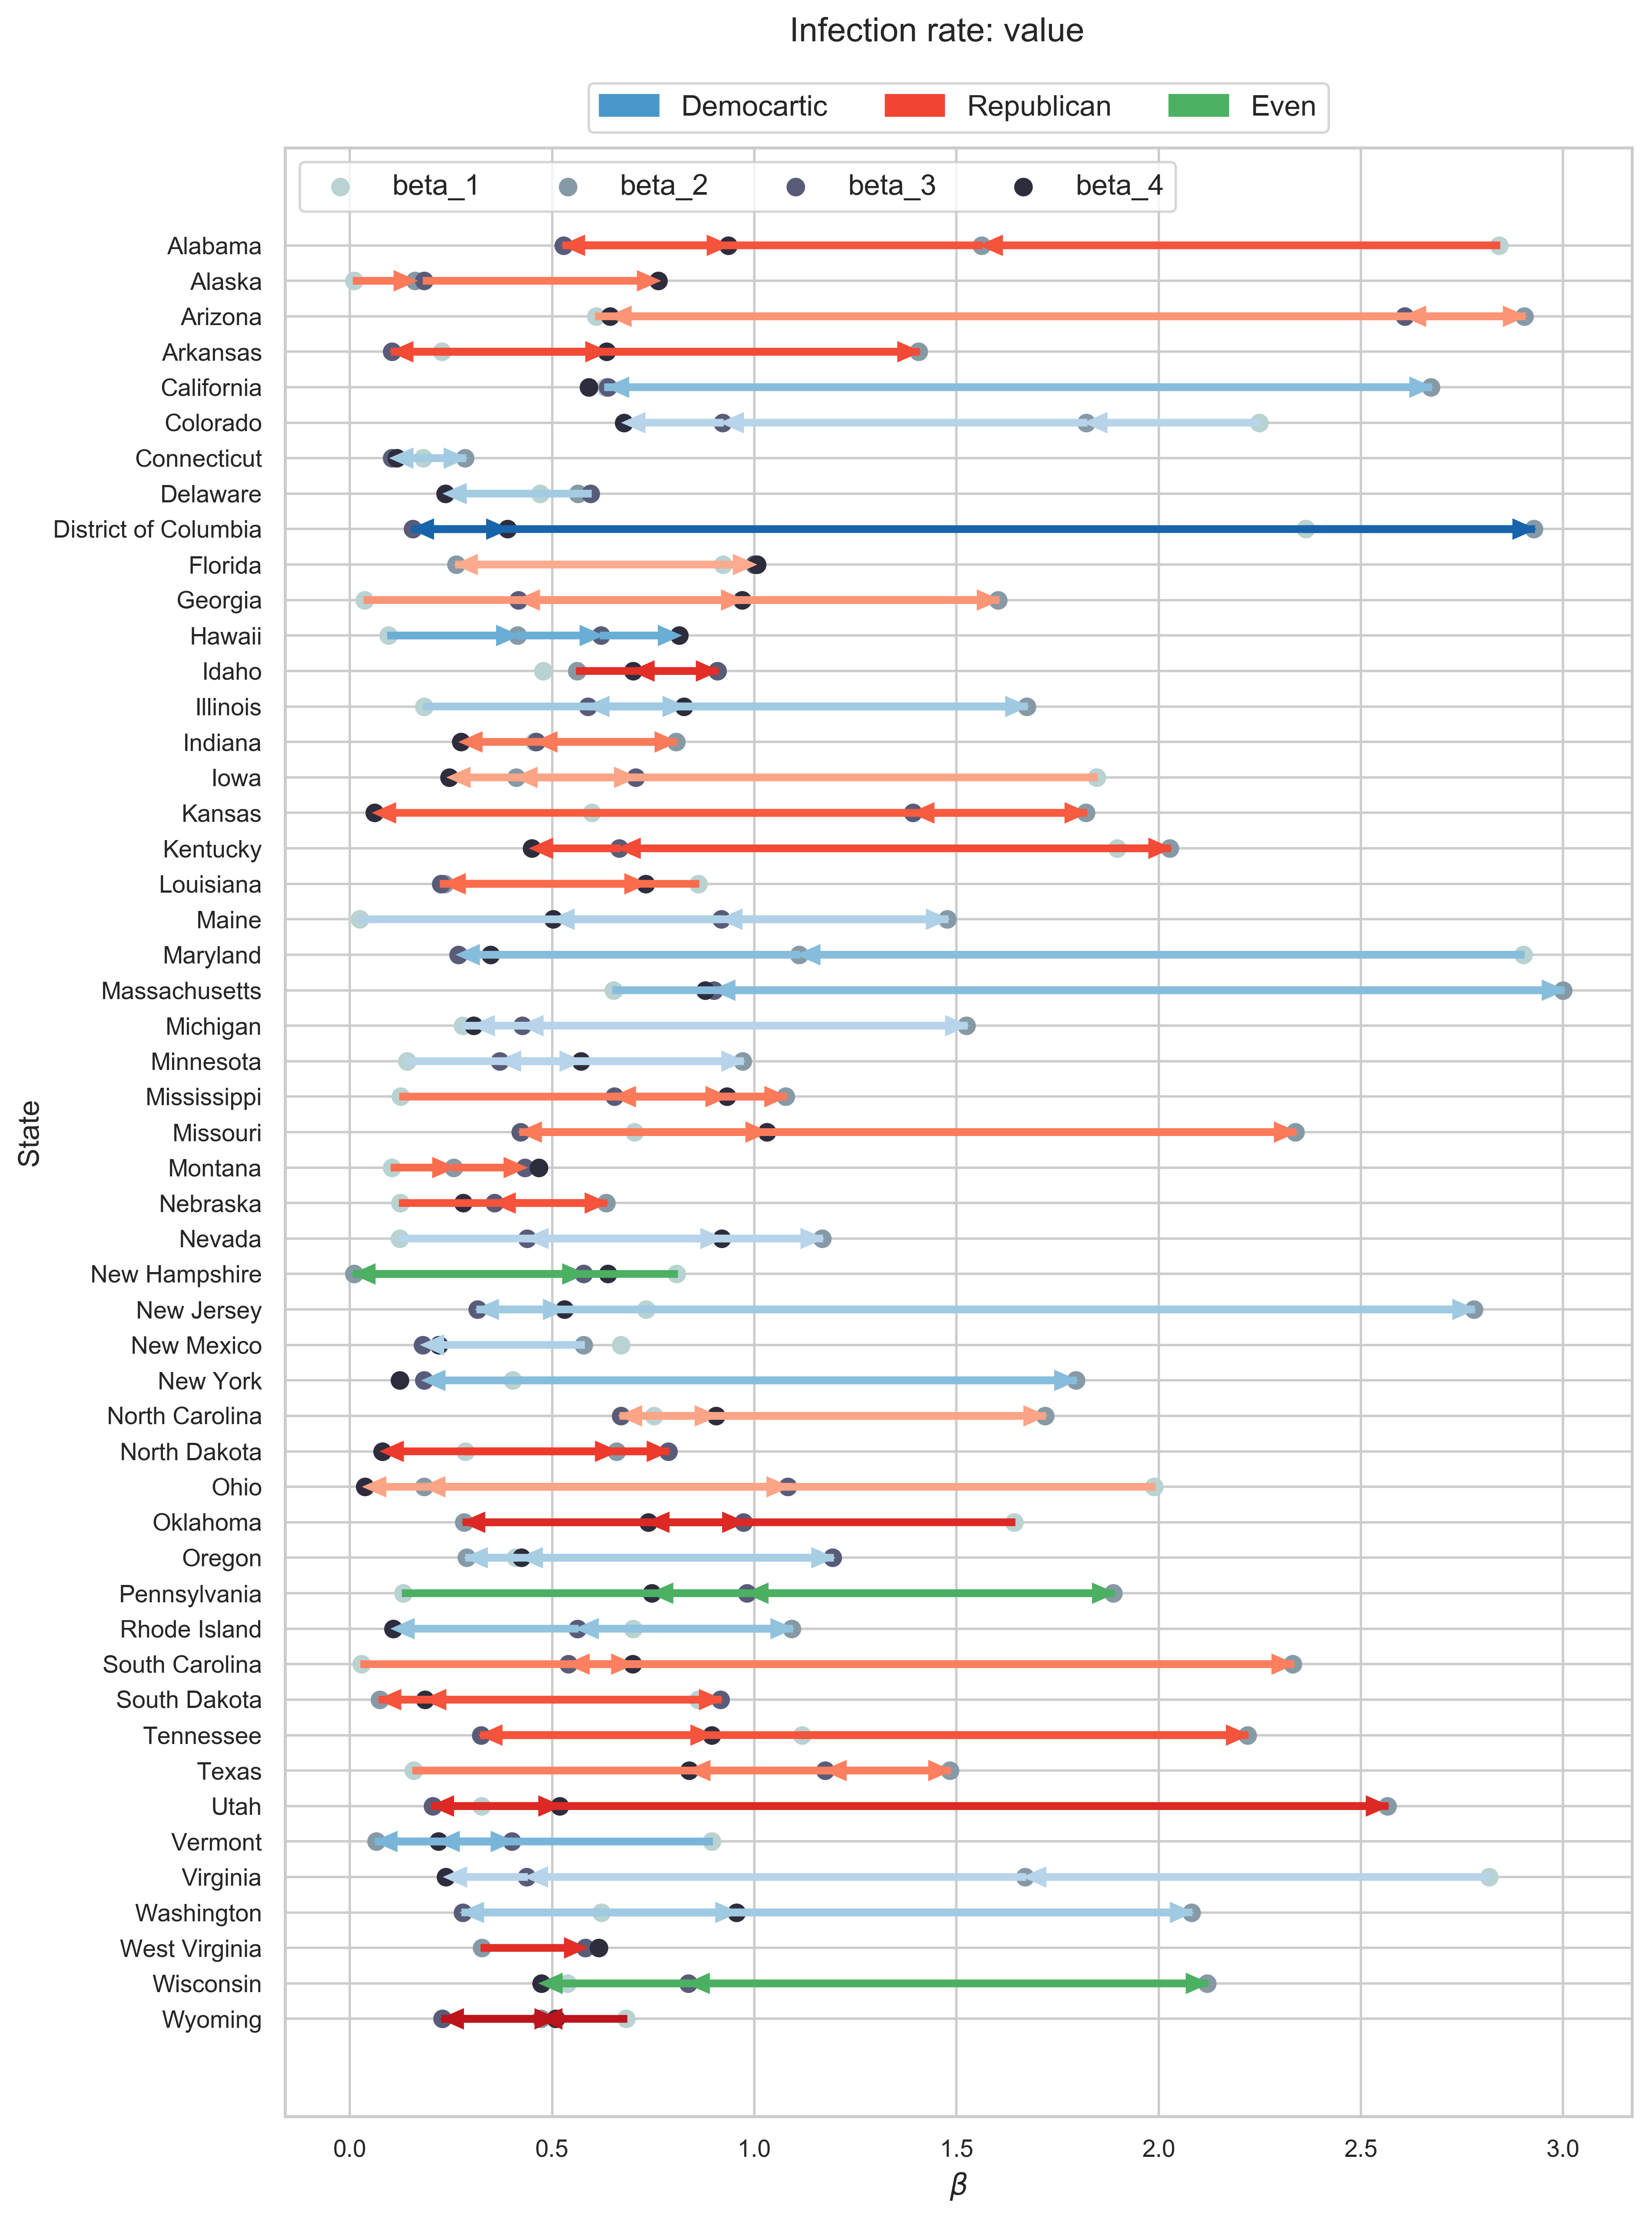 Infection rate: value
Democartic Republican Even
beta_1 beta_2 beta_3 beta_4
Alabama
Alaska
Arizona
Arkansas
California
Colorado
Connecticut
Delaware
District of Columbia
Florida
Georgia
Hawaii
Idaho
Illinois
Indiana
Iowa
Kansas
Kentucky
Louisiana
Maine
Maryland
Massachusetts
Michigan
Minnesota
Mississippi
Missouri
Montana
Nebraska
Nevada
New Hampshire
New Jersey
New Mexico
New York
North Carolina
North Dakota
Ohio
Oklahoma
Oregon
Pennsylvania
Rhode Island
South Carolina
South Dakota
Tennessee
Texas
Utah
Vermont
Virginia
Washington
West Virginia
Wisconsin
Wyoming
State
0.0 0.5 1.0 1.5 2.0 2.5 3.0
β